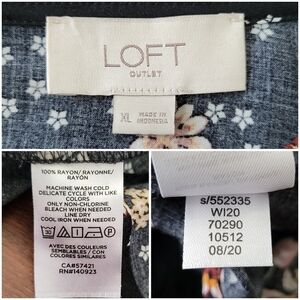 LOFT
OUTLET
XL
MADE IN
INDONESIA
100% RAYON/ RAYONNE/
RAYÓN
MACHINE WASH COLD
DELICATE CYCLE WITH LIKE
COLORS
ONLY NON-CHLORINE
BLEACH WHEN NEEDED
LINE DRY
COOL IRON WHEN NEEDED
AVEC DES COULEURS
SEMBLABLES / CON
COLORES SIMILARES
CA#57421
RN#140923
s/552335
WI20
70290
10512
08/20